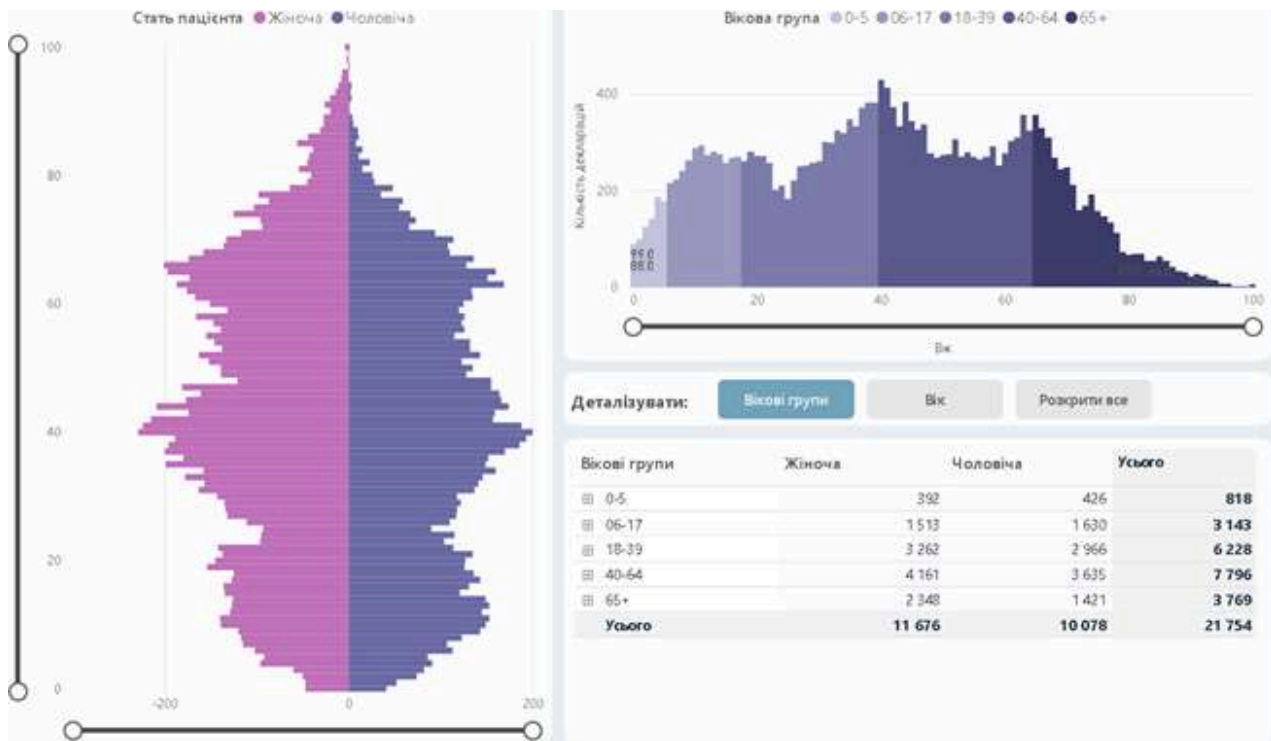 Стать пацієнта Жіноча Чоловіча
100
80
60
40
20
0
-200 0 200
Вікова група 0-5 06-17 18-39 40-64 65+
Кількість декларацій
400
200
0
99.0
88.0
0 20 40 60 80 100
Вік
Деталізувати: Вікові групи Вік Розкрити все
Вікові групи Жіноча Чоловіча Усього
0-5 392 426 818
06-17 1 513 1 630 3 143
18-39 3 262 2 966 6 228
40-64 4 161 3 635 7 796
65+ 2 348 1 421 3 769
Усього 11 676 10 078 21 754